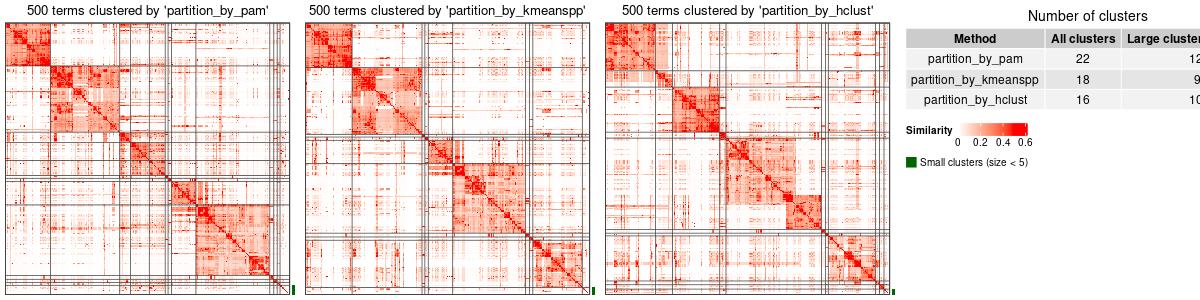 500 terms clustered by 'partition_by_pam'
500 terms clustered by 'partition_by_kmeanspp'
500 terms clustered by 'partition_by_hclust'
Number of clusters
Method All clusters Large cluster
partition_by_pam 22 12
partition_by_kmeanspp 18 9
partition_by_hclust 16 10
Similarity
0 0.2 0.4 0.6
Small clusters (size < 5)